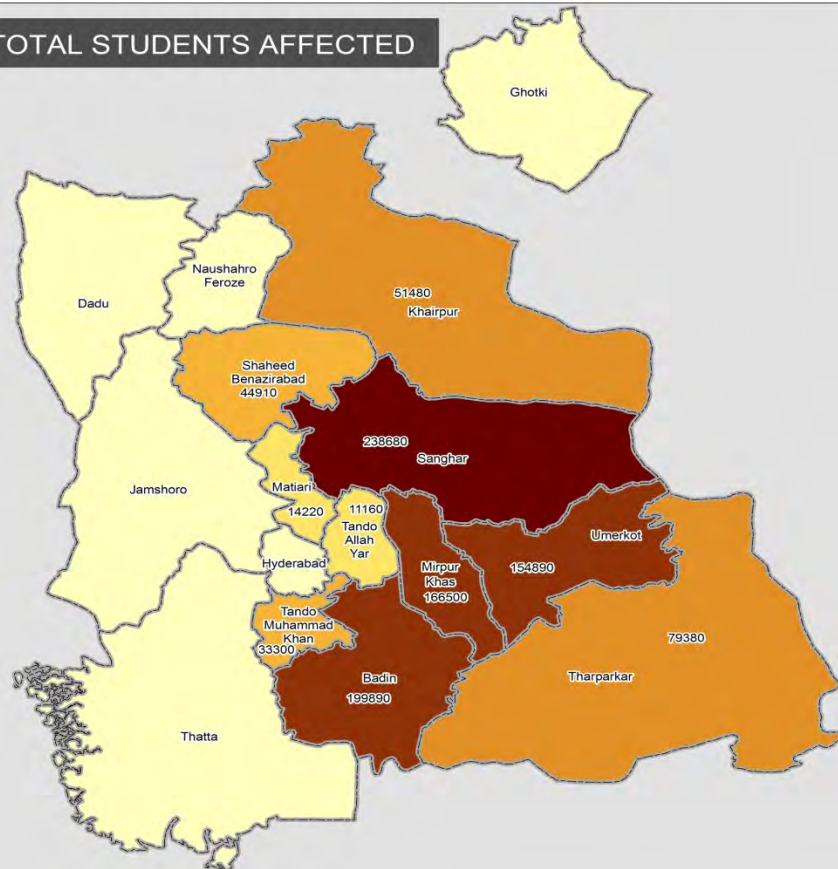 TOTAL STUDENTS AFFECTED
Ghotki
Naushahro
Feroze
Dadu
51480
Khairpur
Shaheed
Benazirabad
44910
238680
Sanghar
Jamshoro
Matiari
14220
11160
Tando
Allah
Yar
Umerkot
154890
Mirpur
Khas
166500
Hyderabad
Tando
Muhammad
Khan
33300
79380
Tharparkar
Badin
199890
Thatta